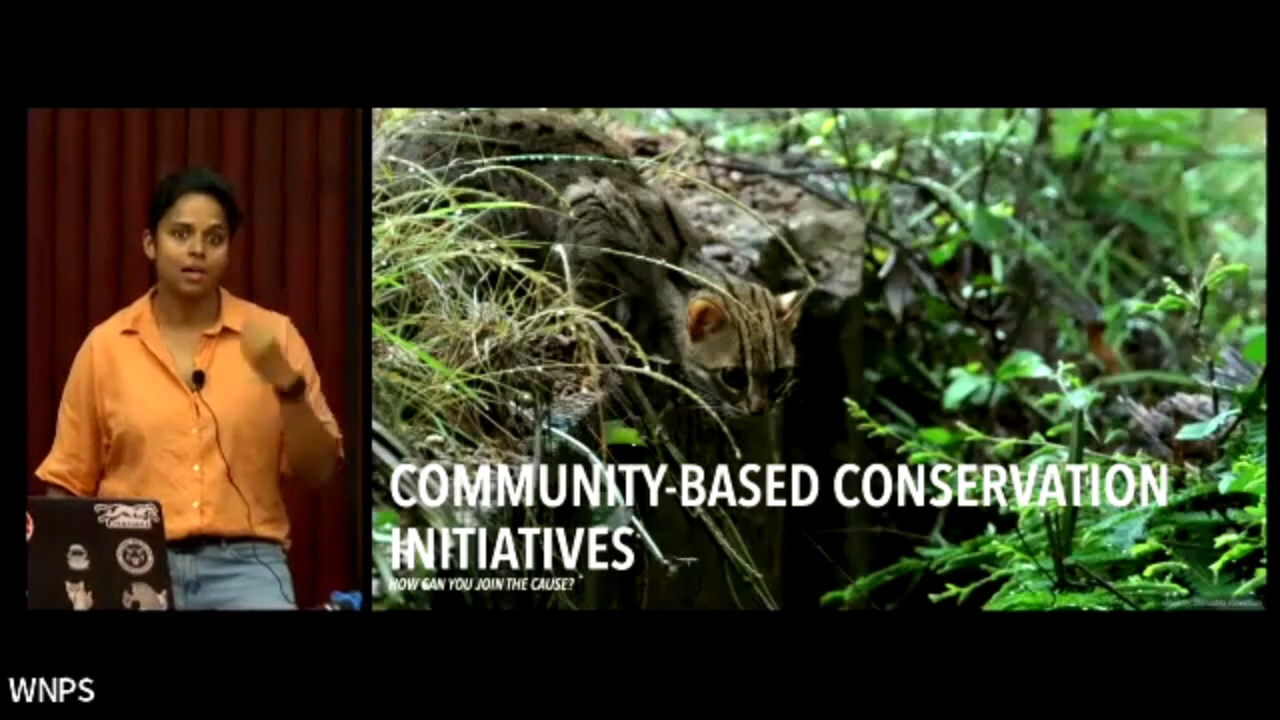 COMMUNITY-BASED CONSERVATION
INITIATIVES
HOW CAN YOU JOIN THE CAUSE?
WNPS